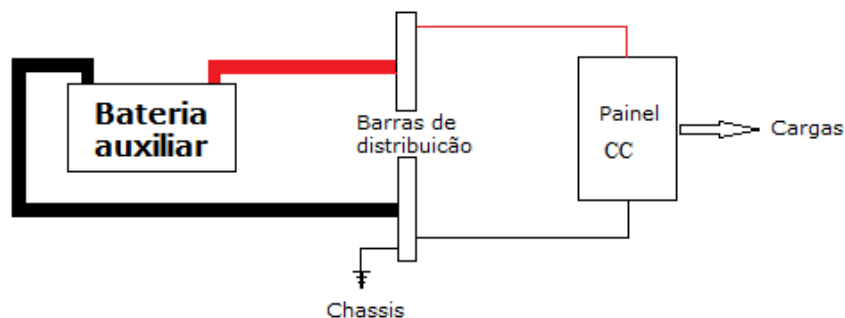 Bateria
auxiliar
Barras de
distribuicão
Painel
CC
Cargas
Chassis